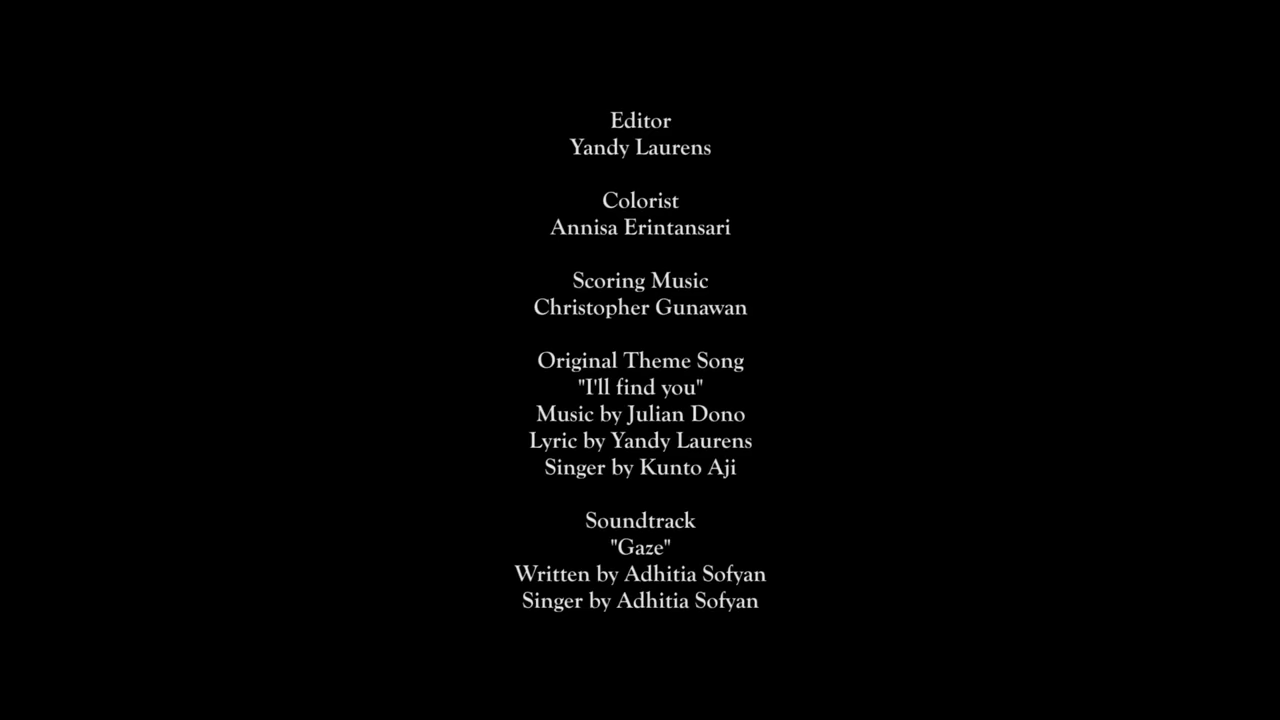 Editor
Yandy Laurens
Colorist
Annisa Erintansari
Scoring Music
Christopher Gunawan
Original Theme Song
"I'll find you"
Music by Julian Dono
Lyric by Yandy Laurens
Singer by Kunto Aji
Soundtrack
"Gaze"
Written by Adhitia Sofyan
Singer by Adhitia Sofyan